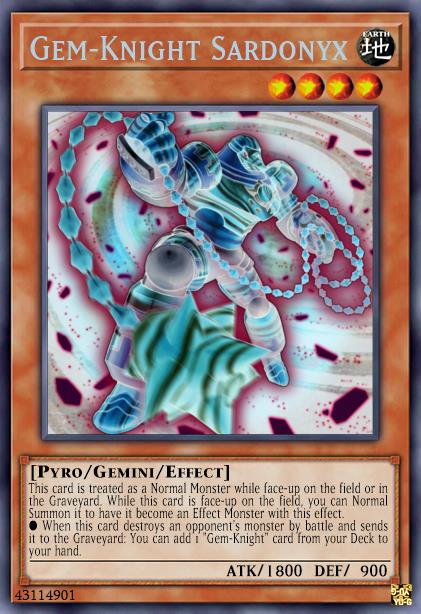 Gem-Knight Sardonyx
EARTH
地
[Pyro/Gemini/Effect]
This card is treated as a Normal Monster while face-up on the field or in
the Graveyard. While this card is face-up on the field, you can Normal
Summon it to have it become an Effect Monster with this effect.
● When this card destroys an opponent's monster by battle and sends
it to the Graveyard: You can add 1 "Gem-Knight" card from your Deck to
your hand.
ATK/1800 DEF/ 900
43114901